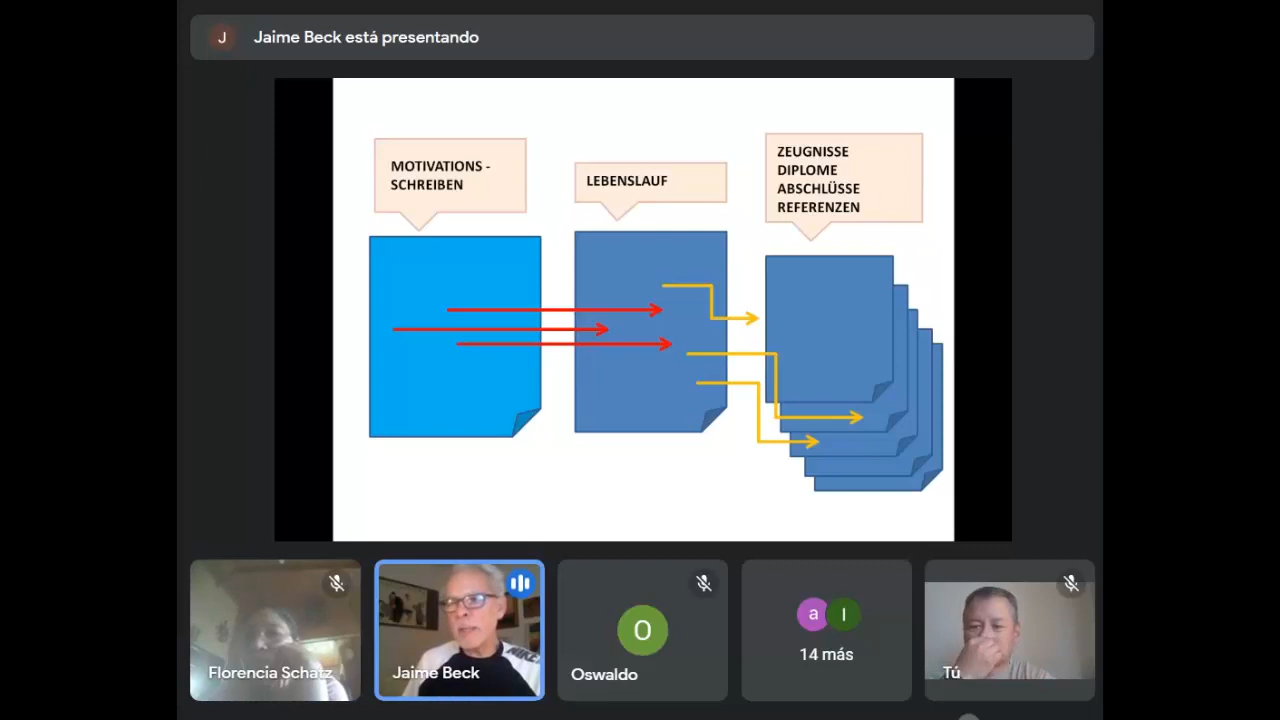 J
Jaime Beck está presentando
MOTIVATIONS -
SCHREIBEN
LEBENSLAUF
ZEUGNISSE
DIPLOME
ABSCHLÜSSE
REFERENZEN
Florencia Schatz
NIKE
Jaime Beck
O
Oswaldo
a
l
14 más
Tú